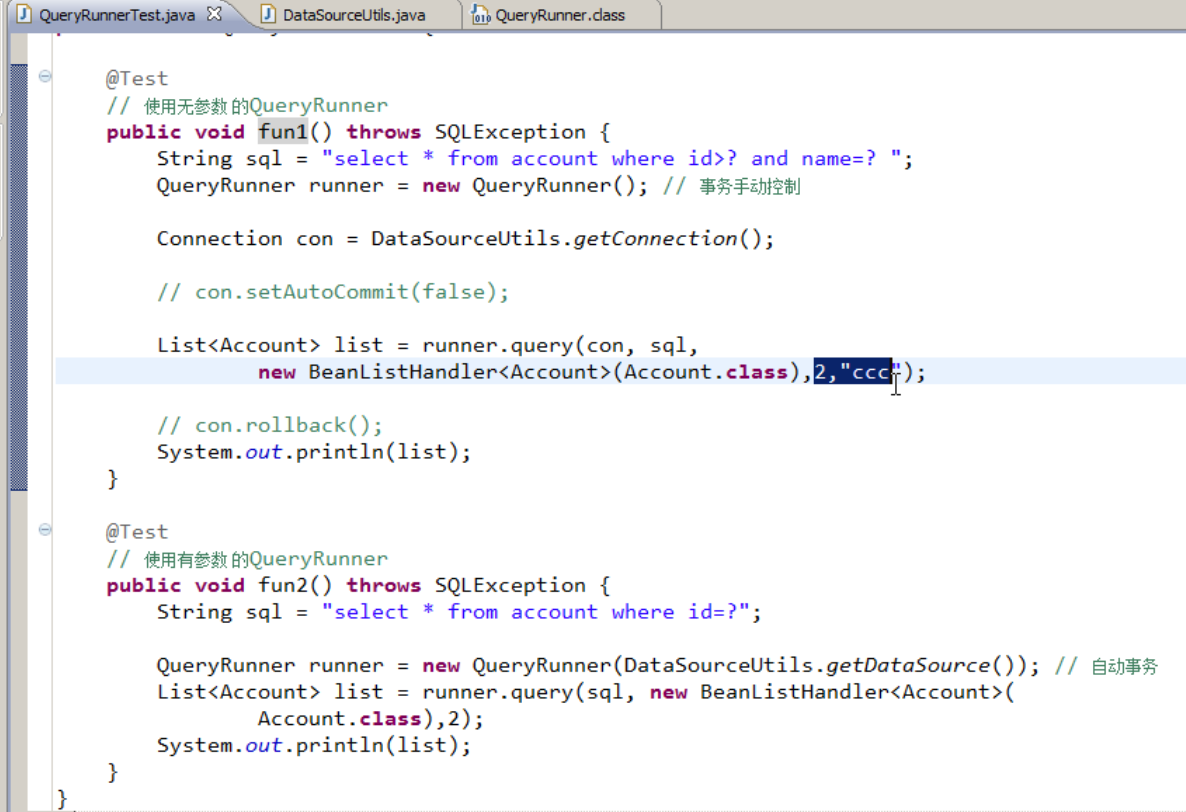 QueryRunnerTest.java DataSourceUtils.java QueryRunner.class
@Test
// 使用无参数的QueryRunner
public void fun1() throws SQLException {
String sql = "select * from account where id>? and name=? ";
QueryRunner runner = new QueryRunner(); // 事务手动控制
Connection con = DataSourceUtils.getConnection();
// con.setAutoCommit(false);
List<Account> list = runner.query(con, sql,
new BeanListHandler<Account>(Account.class),2,"ccc");
// con.rollback();
System.out.println(list);
}
@Test
// 使用有参数的QueryRunner
public void fun2() throws SQLException {
String sql = "select * from account where id=?";
QueryRunner runner = new QueryRunner(DataSourceUtils.getDataSource()); // 自动事务
List<Account> list = runner.query(sql, new BeanListHandler<Account>(
Account.class),2);
System.out.println(list);
}
}